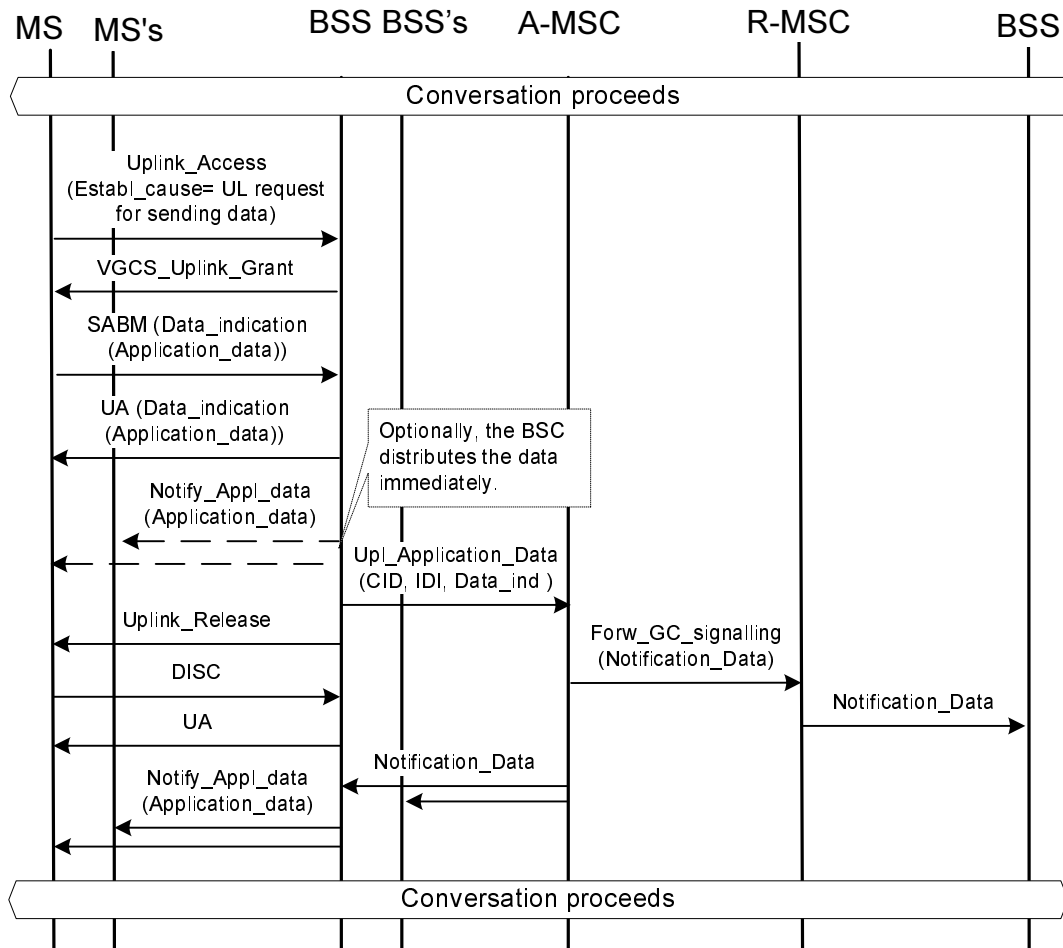 MS MS's BSS BSS's A-MSC R-MSC BSS
Conversation proceeds
Uplink_Access
(Establ_cause= UL request
for sending data)
VGCS_Uplink_Grant
SABM (Data_indication
(Application_data))
UA (Data_indication
(Application_data))
Optionally, the BSC
distributes the data
immediately.
Notify_Appl_data
(Application_data)
Upl_Application_Data
(CID, IDI, Data_ind )
Uplink_Release
Forw_GC_signalling
(Notification_Data)
DISC
Notification_Data
UA
Notification_Data
Notify_Appl_data
(Application_data)
Conversation proceeds